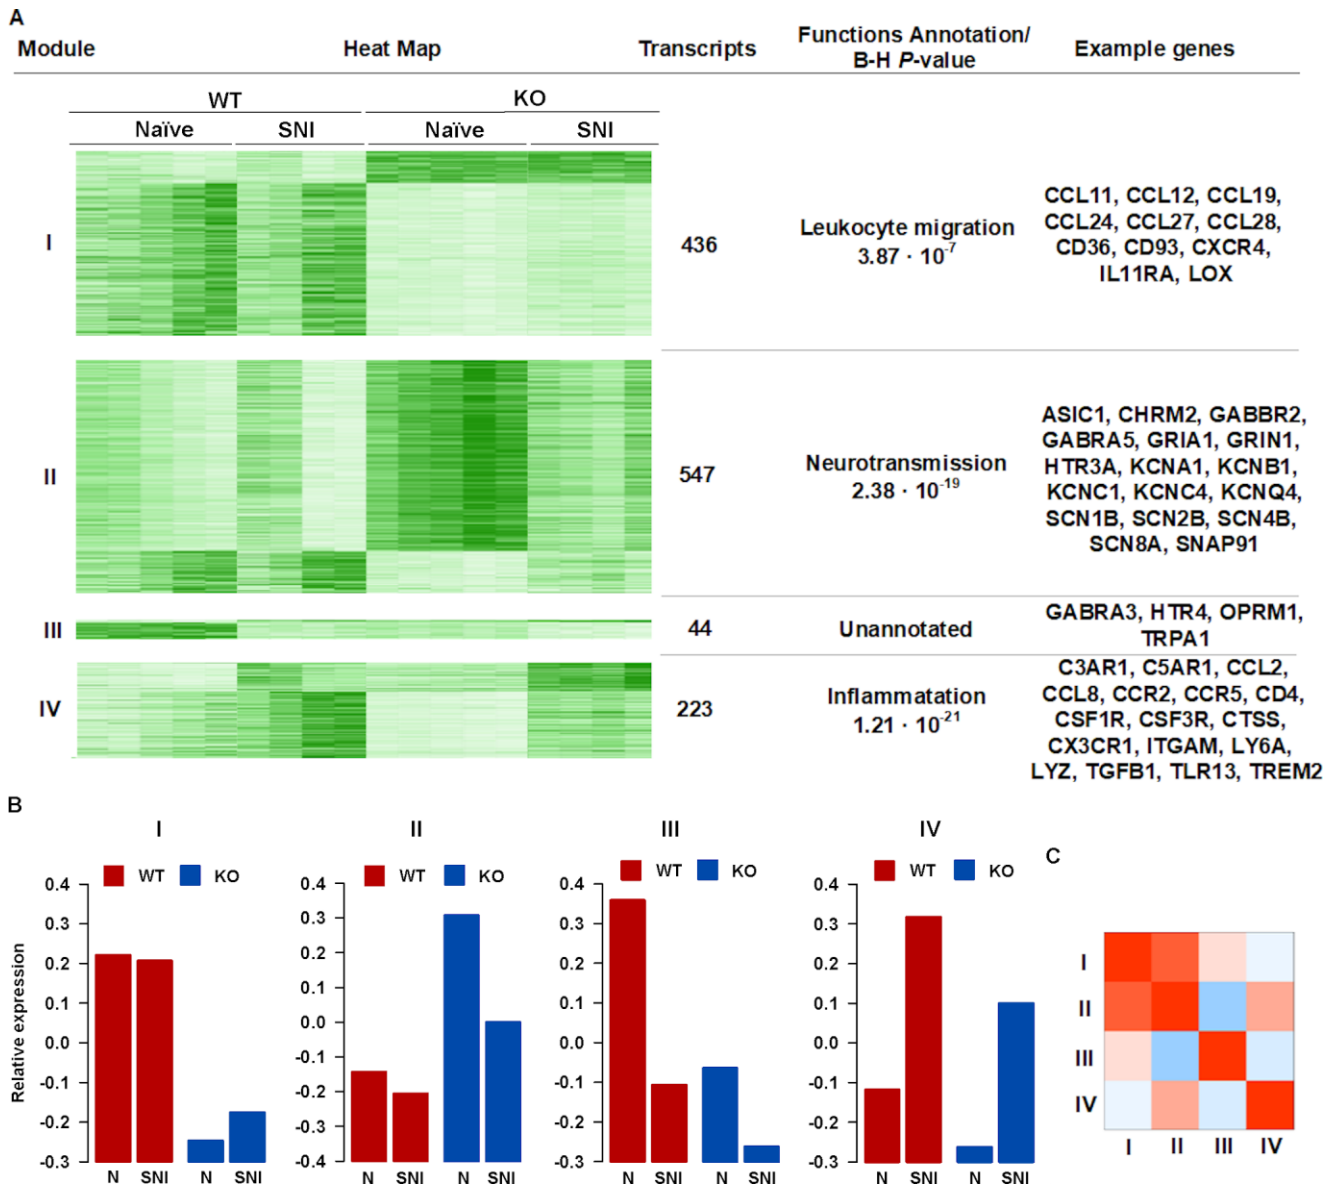 A
Module Heat Map Transcripts Functions Annotation/
B-H P-value Example genes
WT KO
Naïve SNI Naïve SNI
I 436 Leukocyte migration
3.87 · 10-7
CCL11, CCL12, CCL19,
CCL24, CCL27, CCL28,
CD36, CD93, CXCR4,
IL11RA, LOX
II 547 Neurotransmission
2.38 · 10-19
ASIC1, CHRM2, GABBR2,
GABRA5, GRIA1, GRIN1,
HTR3A, KCNA1, KCNB1,
KCNC1, KCNC4, KCNQ4,
SCN1B, SCN2B, SCN4B,
SCN8A, SNAP91
III 44 Unannotated
GABRA3, HTR4, OPRM1,
TRPA1
IV 223 Inflammatation
1.21 · 10-21
C3AR1, C5AR1, CCL2,
CCL8, CCR2, CCR5, CD4,
CSF1R, CSF3R, CTSS,
CX3CR1, ITGAM, LY6A,
LYZ, TGFB1, TLR13, TREM2
B
I
WT KO
Relative expression
0.4
0.3
0.2
0.1
0.0
-0.1
-0.2
-0.3
N SNI N SNI
II
WT KO
0.4
0.3
0.2
0.1
0.0
-0.1
-0.2
-0.3
-0.4
N SNI N SNI
III
WT KO
0.4
0.3
0.2
0.1
0.0
-0.1
-0.2
-0.3
N SNI N SNI
IV
WT KO
0.4
0.3
0.2
0.1
0.0
-0.1
-0.2
-0.3
N SNI N SNI
C
I
II
III
IV
I II III IV